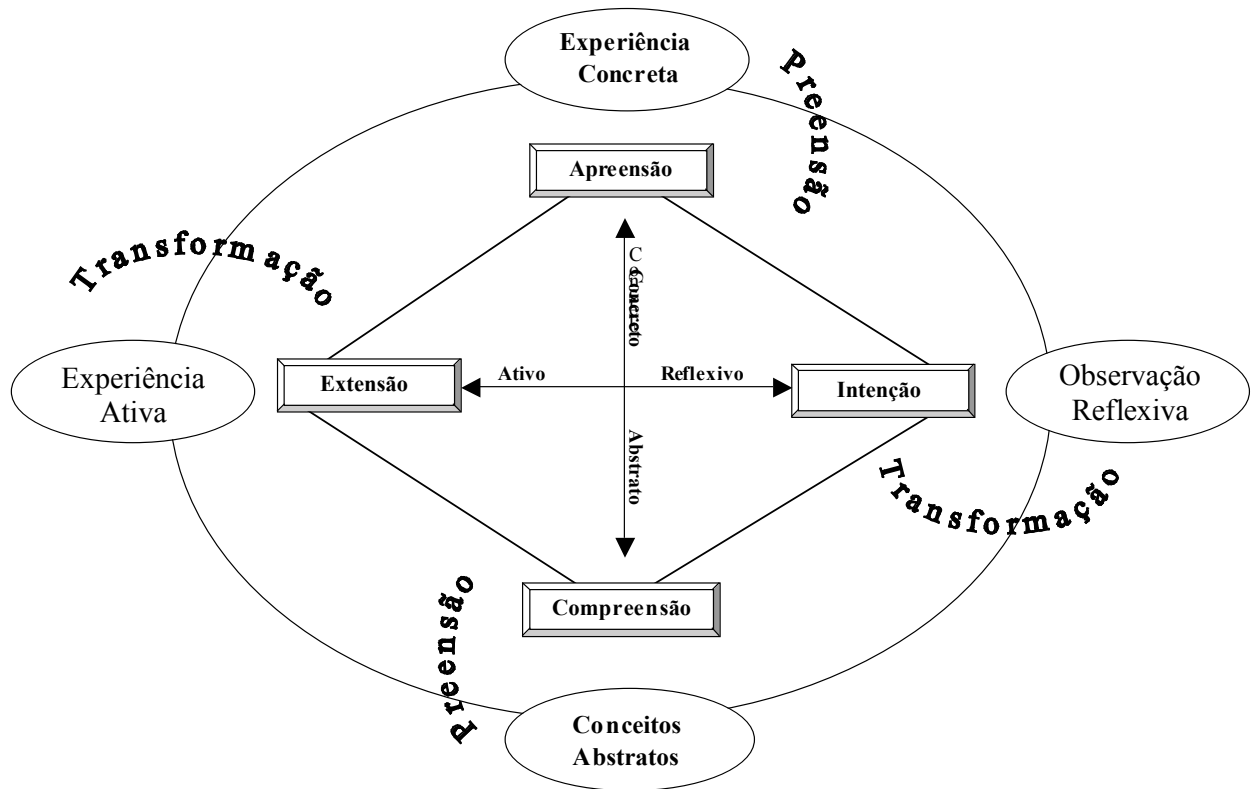 Experiência
Concreta
Preensão
Apreensão
Transformação
Concreto
Experiência
Ativa
Extensão
Ativo
Reflexivo
Intenção
Observação
Reflexiva
Abstrato
Transformação
Compreensão
Preensão
Conceitos
Abstratos